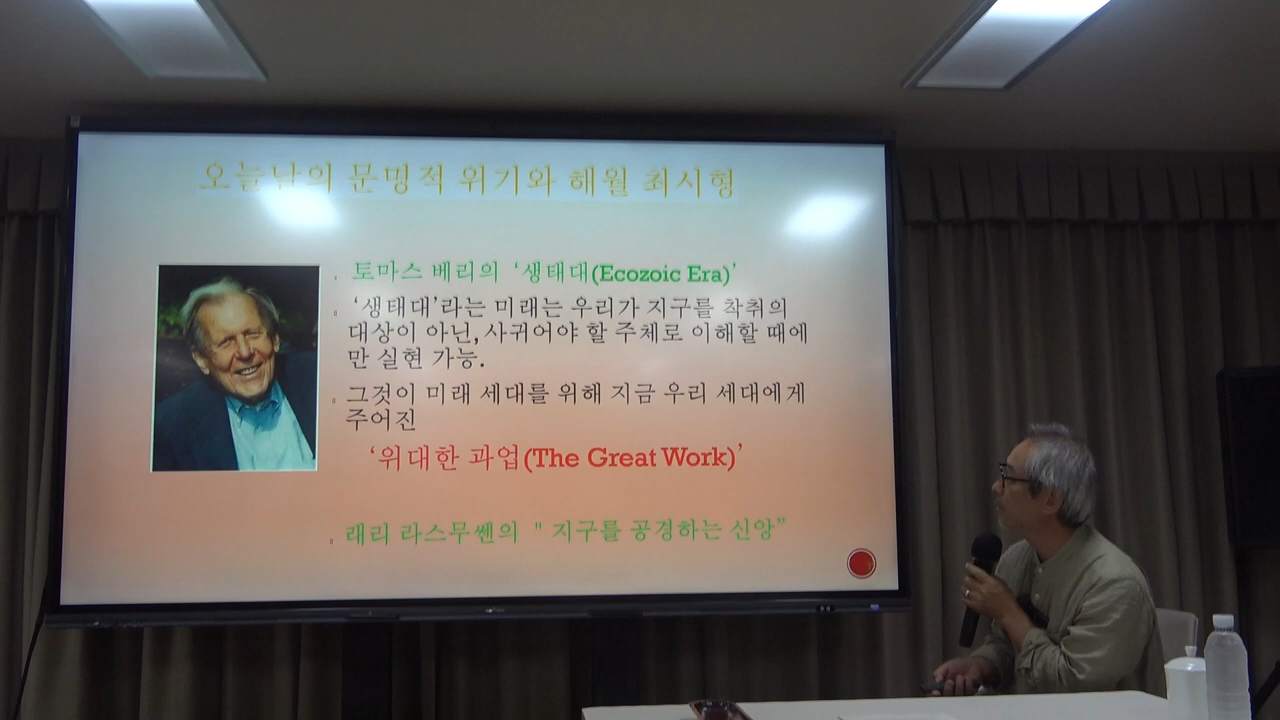 오늘날의 문명적 위기와 해월 최시형
토마스 베리의 ‘생태대(Ecozoic Era)’
‘생태대’라는 미래는 우리가 지구를 착취의
대상이 아닌, 사귀어야 할 주체로 이해할 때에
만 실현 가능.
그것이 미래 세대를 위해 지금 우리 세대에게
주어진
‘위대한 과업(The Great Work)’
래리 라스무쎈의 " 지구를 공경하는 신앙”